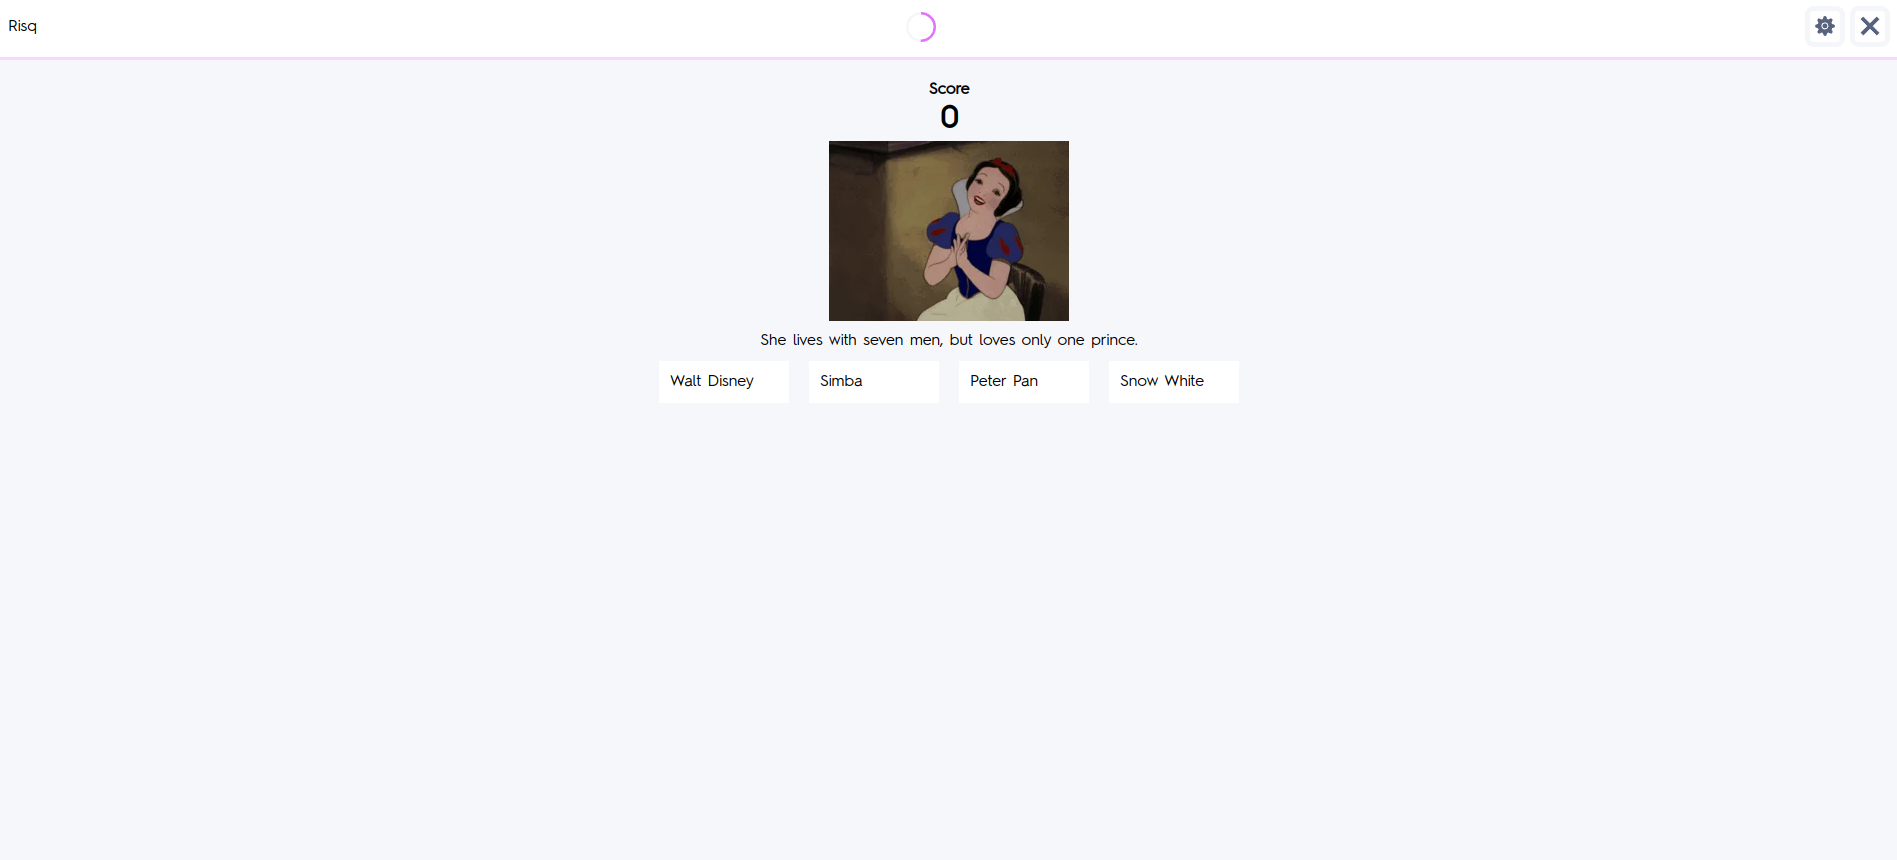 Risq
Score
0
She lives with seven men, but loves only one prince.
Walt Disney
Simba
Peter Pan
Snow White